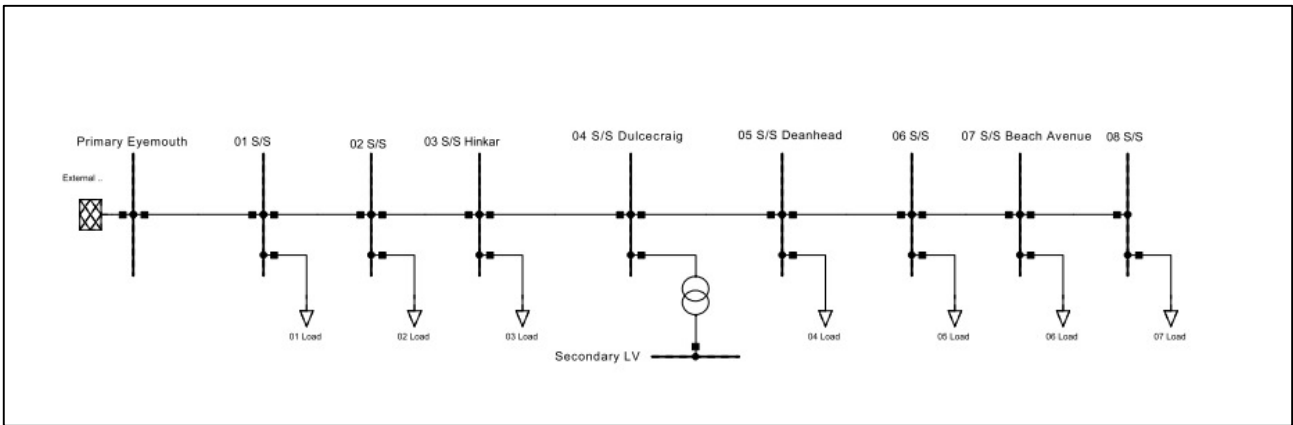 Primary Eyemouth
01 S/S
02 S/S
03 S/S Hinkar
04 S/S Dulcecraig
05 S/S Deanhead
06 S/S
07 S/S Beach Avenue
08 S/S
External ..
01 Load
02 Load
03 Load
04 Load
05 Load
06 Load
07 Load
Secondary LV